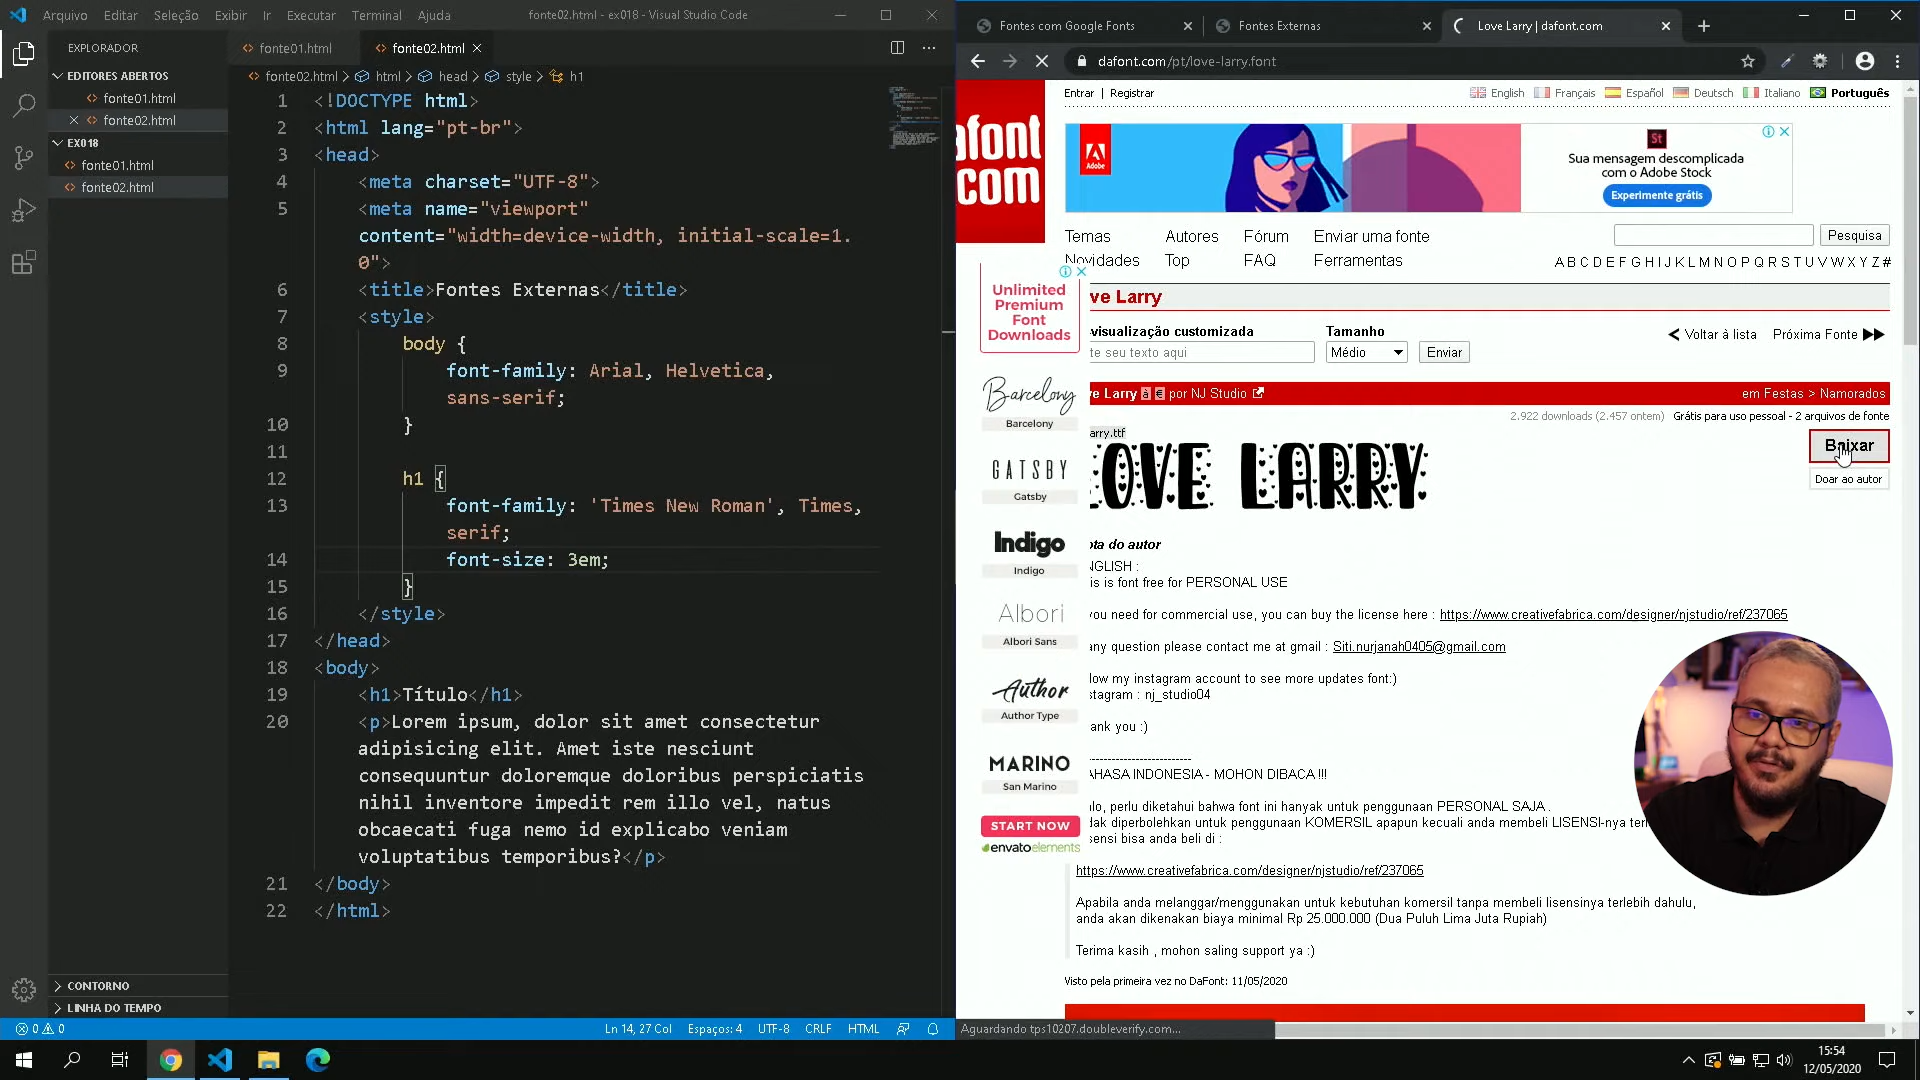 Arquivo Editar Seleção Exibir Ir Executar Terminal Ajuda
fonte02.html - ex018 - Visual Studio Code
EXPLORADOR
EDITORES ABERTOS
fonte01.html
fonte02.html
EX018
fonte01.html
fonte02.html
CONTORNO
LINHA DO TEMPO
fonte01.html
fonte02.html
fonte02.html > html > head > style > h1
1 <!DOCTYPE html>
2 <html lang="pt-br">
3 <head>
4 <meta charset="UTF-8">
5 <meta name="viewport"
content="width=device-width, initial-scale=1.
0">
6 <title>Fontes Externas</title>
7 <style>
8 body {
9 font-family: Arial, Helvetica,
sans-serif;
10 }
11
12 h1 {
13 font-family: 'Times New Roman', Times,
serif;
14 font-size: 3em;
15 }
16 </style>
17 </head>
18 <body>
19 <h1>Título</h1>
20 <p>Lorem ipsum, dolor sit amet consectetur
adipisicing elit. Amet iste nesciunt
consequuntur doloremque doloribus perspiciatis
nihil inventore impedit rem illo vel, natus
obcaecati fuga nemo id explicabo veniam
voluptatibus temporibus?</p>
21 </body>
22 </html>
0 0
Ln 14, 27 Col Espaços: 4 UTF-8 CRLF HTML
Fontes com Google Fonts
Fontes Externas
Love Larry | dafont.com
dafont.com/pt/love-larry.font
afont
.com
Entrar | Registrar
English Français Español Deutsch Italiano Português
Adobe
St
Sua mensagem descomplicada
com o Adobe Stock
Experimente grátis
Temas Autores Fórum Enviar uma fonte
Novidades Top FAQ Ferramentas
Pesquisa
A B C D E F G H I J K L M N O P Q R S T U V W X Y Z #
Unlimited
Premium
Font
Downloads
Barcelony
Barcelony
GATSBY
Gatsby
Indigo
Indigo
Albori
Albori Sans
Author
Author Type
MARINO
San Marino
START NOW
envatoelements
ve Larry
-visualização customizada
Tamanho
te seu texto aqui
Médio
Enviar
Voltar à lista
Próxima Fonte
ve Larry à € por NJ Studio
em Festas > Namorados
2.922 downloads (2.457 ontem) Grátis para uso pessoal - 2 arquivos de fonte
arry.ttf
LOVE LARRY
Baixar
Doar ao autor
ota do autor
NGLISH :
is is font free for PERSONAL USE
you need for commercial use, you can buy the license here : https://www.creativefabrica.com/designer/njstudio/ref/237065
any question please contact me at gmail : Siti.nurjanah0405@gmail.com
llow my instagram account to see more updates font:)
stagram : nj_studio04
ank you :)
------------------------
AHASA INDONESIA - MOHON DIBACA !!!
lo, perlu diketahui bahwa font ini hanyak untuk penggunaan PERSONAL SAJA .
dak diperbolehkan untuk penggunaan KOMERSIL apapun kecuali anda membeli LISENSI-nya
sensi bisa anda beli di :
https://www.creativefabrica.com/designer/njstudio/ref/237065
Apabila anda melanggar/menggunakan untuk kebutuhan komersil tanpa membeli lisensinya terlebih dahulu,
anda akan dikenakan biaya minimal Rp 25.000.000 (Dua Puluh Lima Juta Rupiah)
Terima kasih , mohon saling support ya :)
Visto pela primeira vez no DaFont: 11/05/2020
Aguardando tps10207.doubleverify.com...
15:54
12/05/2020